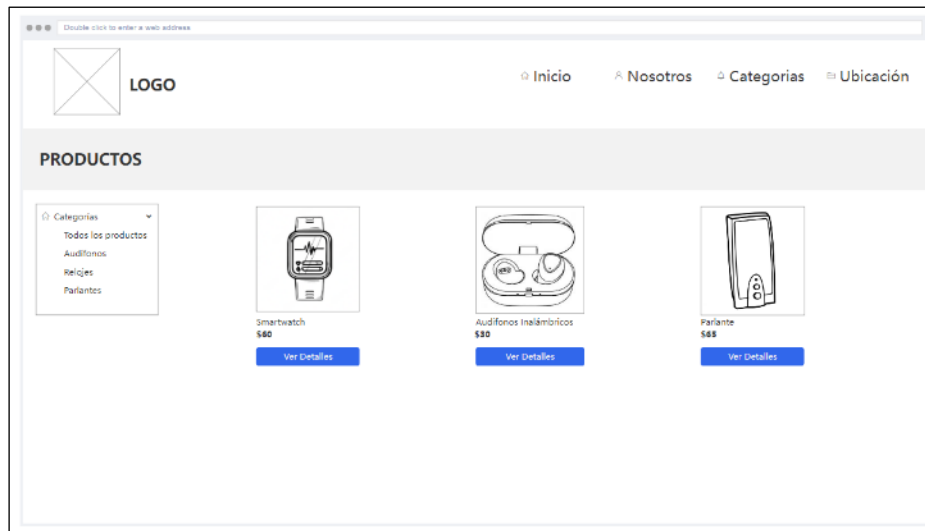 Double click to enter a web address
LOGO
Inicio
Nosotros
Categorias
Ubicación
PRODUCTOS
Categorias
Todos los productos
Audífonos
Relojes
Parlantes
Smartwatch
$60
Ver Detalles
Audífonos Inalámbricos
$30
Ver Detalles
Parlante
$65
Ver Detalles